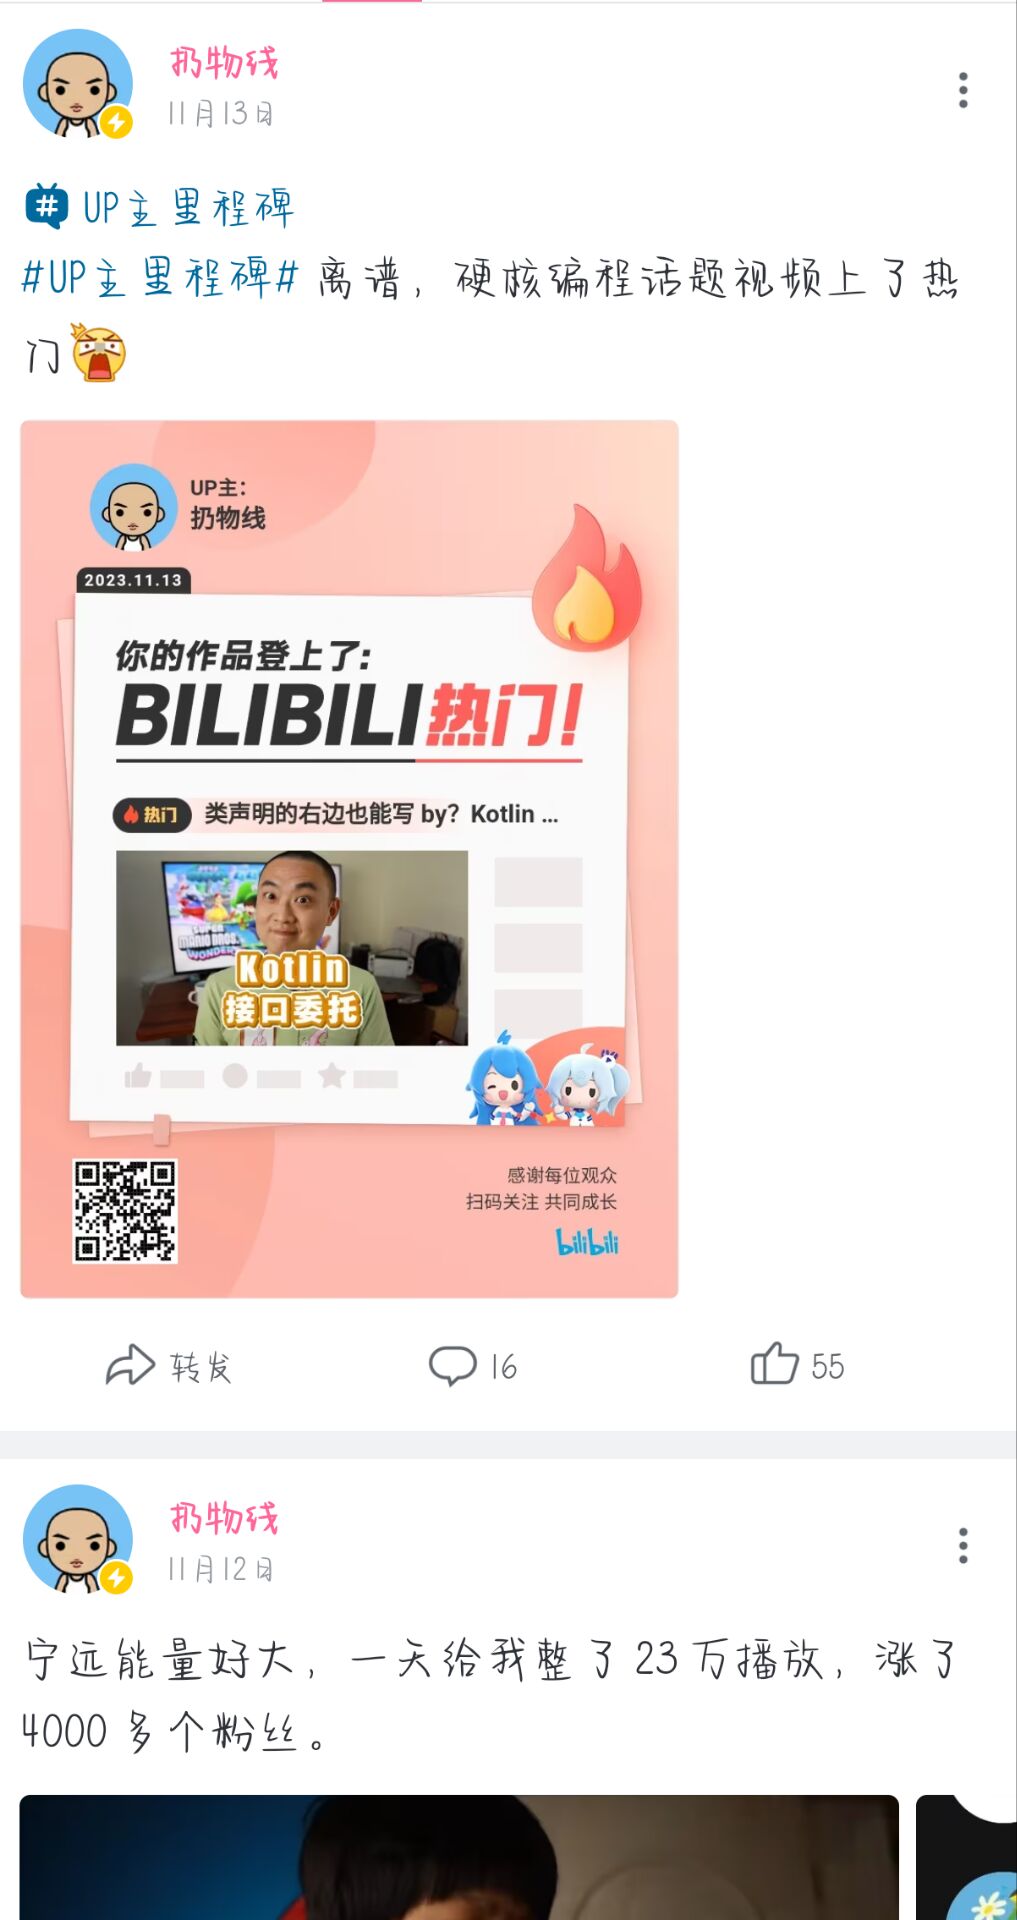 扔物线
11月13日
UP主里程碑
#UP主里程碑# 离谱，硬核编程话题视频上了热
门
UP主：
扔物线
2023.11.13
你的作品登上了:
BILIBILI热门!
热门 类声明的右边也能写 by？Kotlin ...
SUPER
MARIO BROS.
WONDER
Kotlin
接口委托
感谢每位观众
扫码关注 共同成长
bilibili
转发 16 55
扔物线
11月12日
宁远能量好大，一天给我整了 23 万播放，涨了
4000 多个粉丝。